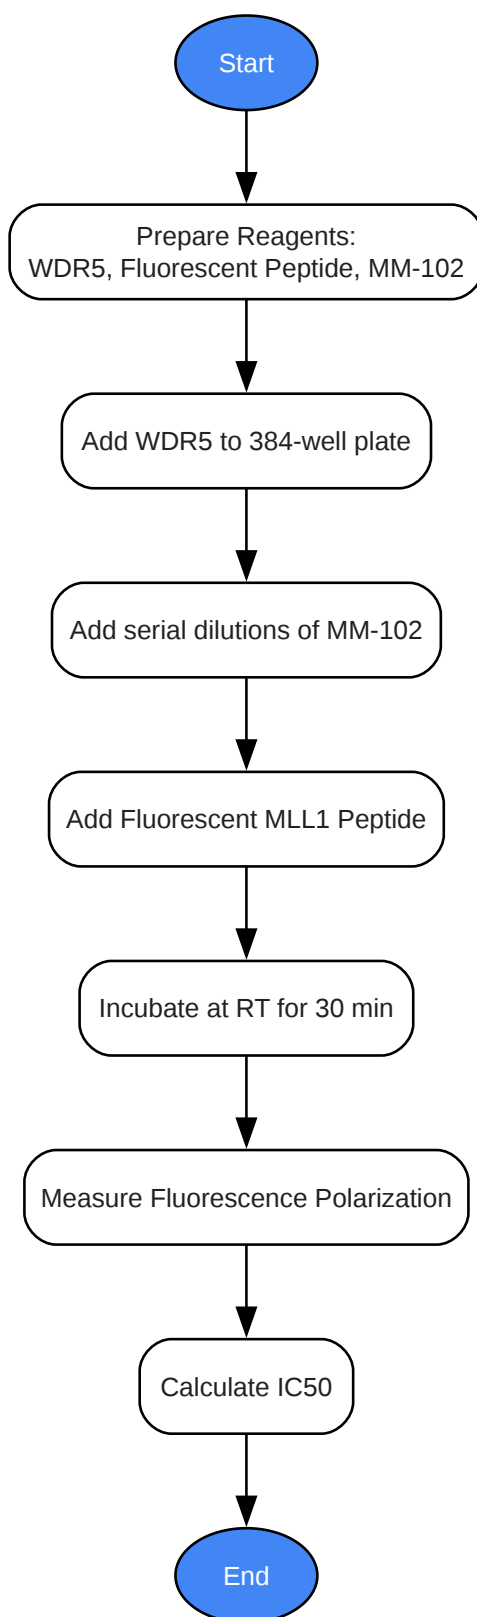 Start
Prepare Reagents:
WDR5, Fluorescent Peptide, MM-102
Add WDR5 to 384-well plate
Add serial dilutions of MM-102
Add Fluorescent MLL1 Peptide
Incubate at RT for 30 min
Measure Fluorescence Polarization
Calculate IC50
End